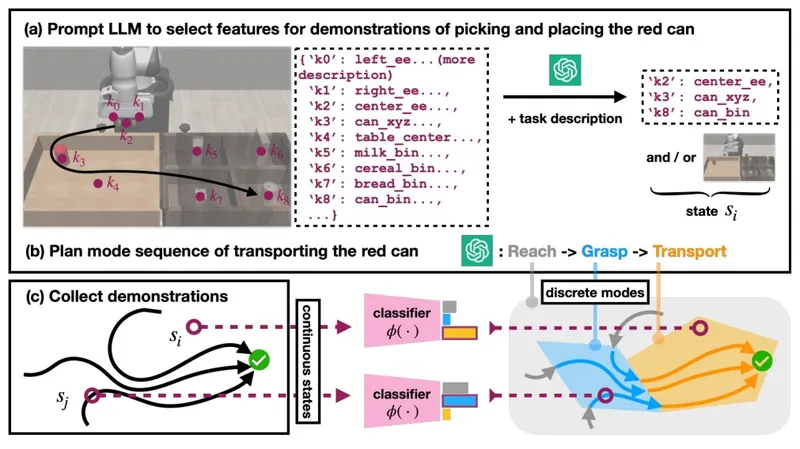 (a) Prompt LLM to select features for demonstrations of picking and placing the red can
k0
k1
k2
k3
k4
k5
k6
k7
k8
{‘k0’: left_ee...(more
description)
‘k1’: right_ee...,
‘k2’: center_ee...,
‘k3’: can_xyz...,
‘k4’: table_center...,
‘k5’: milk_bin...,
‘k6’: cereal_bin...,
‘k7’: bread_bin...,
‘k8’: can_bin...,
...}
+ task description
‘k2’: center_ee,
‘k3’: can_xyz,
‘k8’: can_bin
and / or
state si
(b) Plan mode sequence of transporting the red can
: Reach -> Grasp -> Transport
(c) Collect demonstrations
si
sj
continuous states
classifier
ϕ(·)
classifier
ϕ(·)
discrete modes